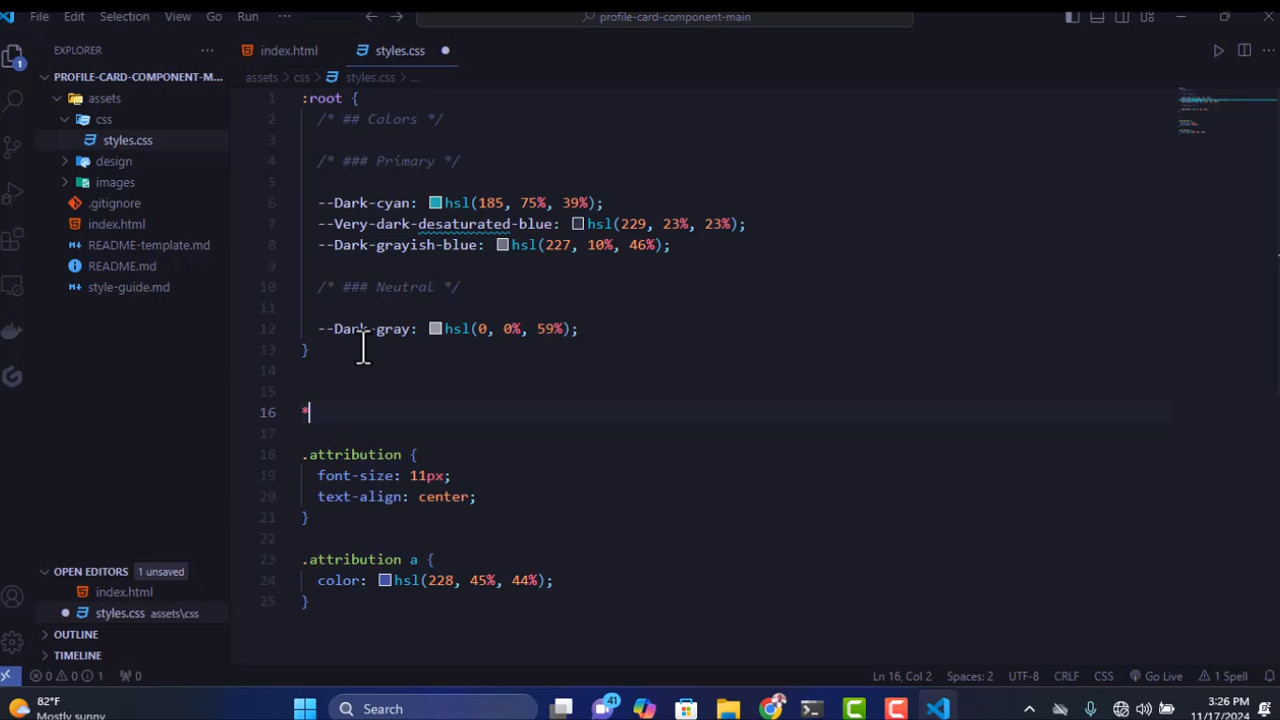 File Edit Selection View Go Run ··· profile-card-component-main
EXPLORER ···
index.html styles.css
PROFILE-CARD-COMPONENT-M...
assets > css > styles.css > ...
assets
css
styles.css
design
images
.gitignore
index.html
README-template.md
README.md
style-guide.md
1 :root {
2 /* ## Colors */
3
4 /* ### Primary */
5
6 --Dark-cyan: hsl(185, 75%, 39%);
7 --Very-dark-desaturated-blue: hsl(229, 23%, 23%);
8 --Dark-grayish-blue: hsl(227, 10%, 46%);
9
10 /* ### Neutral */
11
12 --Dark-gray: hsl(0, 0%, 59%);
13 }
14
15
16 *
17
18 .attribution {
19 font-size: 11px;
20 text-align: center;
21 }
22
23 .attribution a {
24 color: hsl(228, 45%, 44%);
25 }
OPEN EDITORS 1 unsaved
index.html
styles.css assets\css
OUTLINE
TIMELINE
0 0 1 0 Ln 16, Col 2 Spaces: 2 UTF-8 CRLF CSS Go Live 1 Spell
82°F
Mostly sunny
Search
41
3:26 PM
11/17/2024